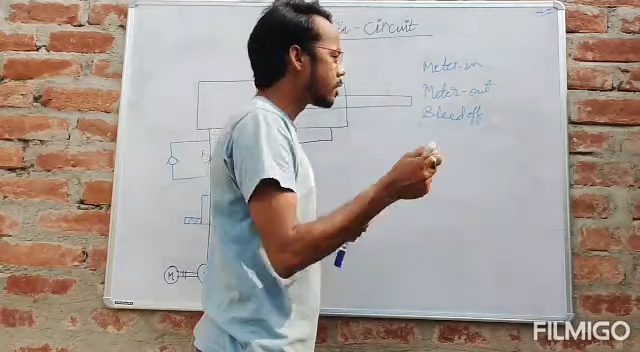 - Circuit
Meter-in
Meter-out
Bleed off
M
FILMIGO